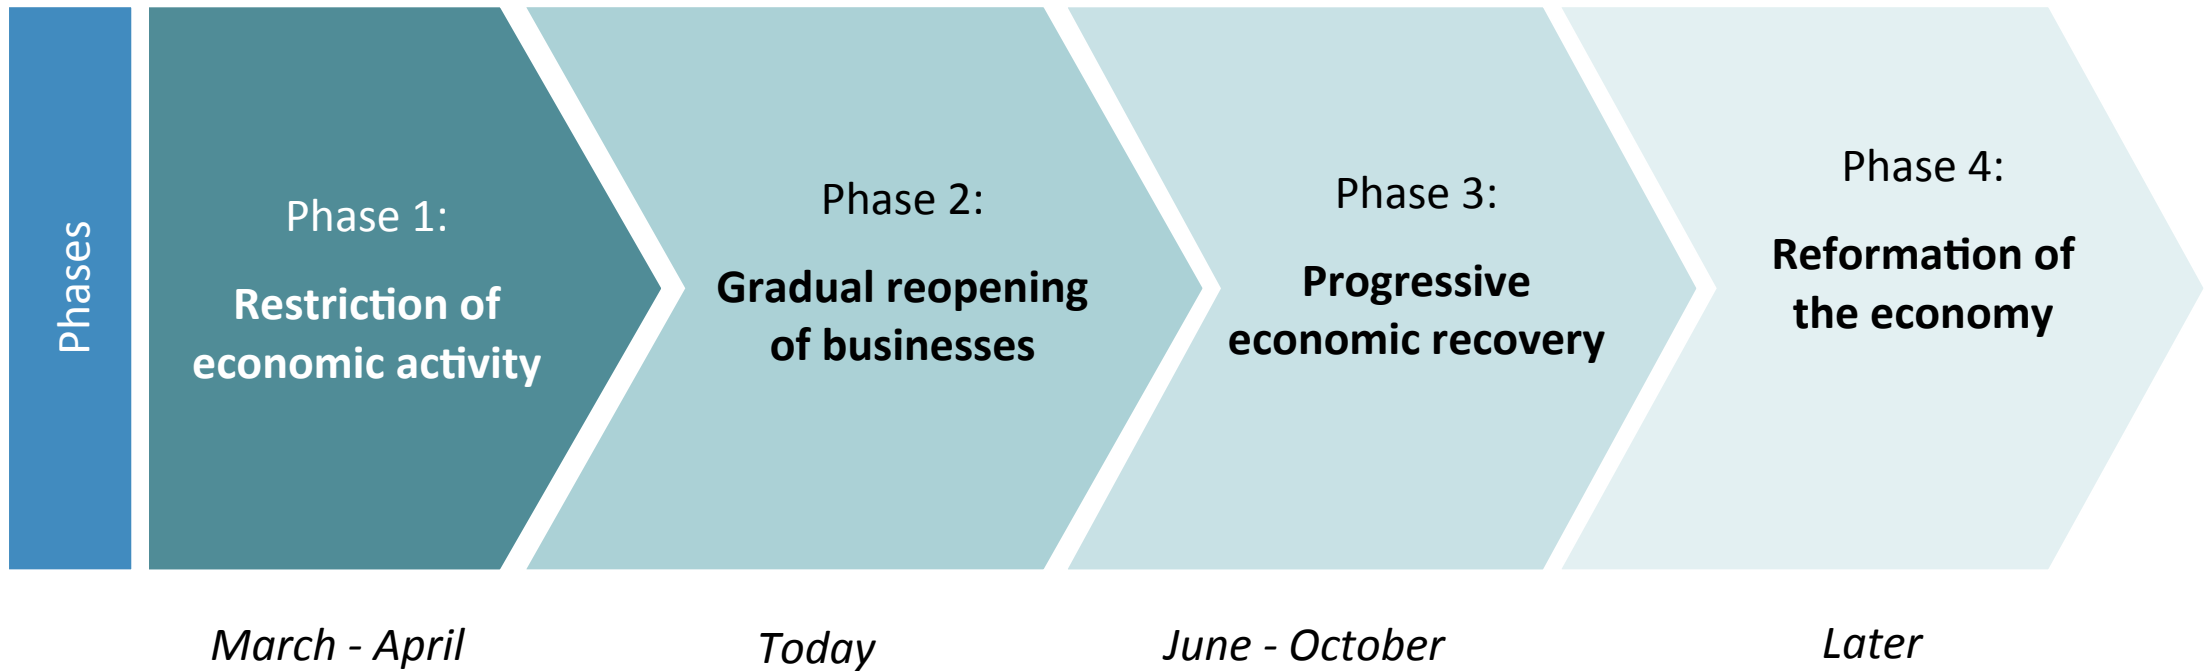 Phases
Phase 1:
Restriction of
economic activity
Phase 2:
Gradual reopening
of businesses
Phase 3:
Progressive
economic recovery
Phase 4:
Reformation of
the economy
March - April
Today
June - October
Later